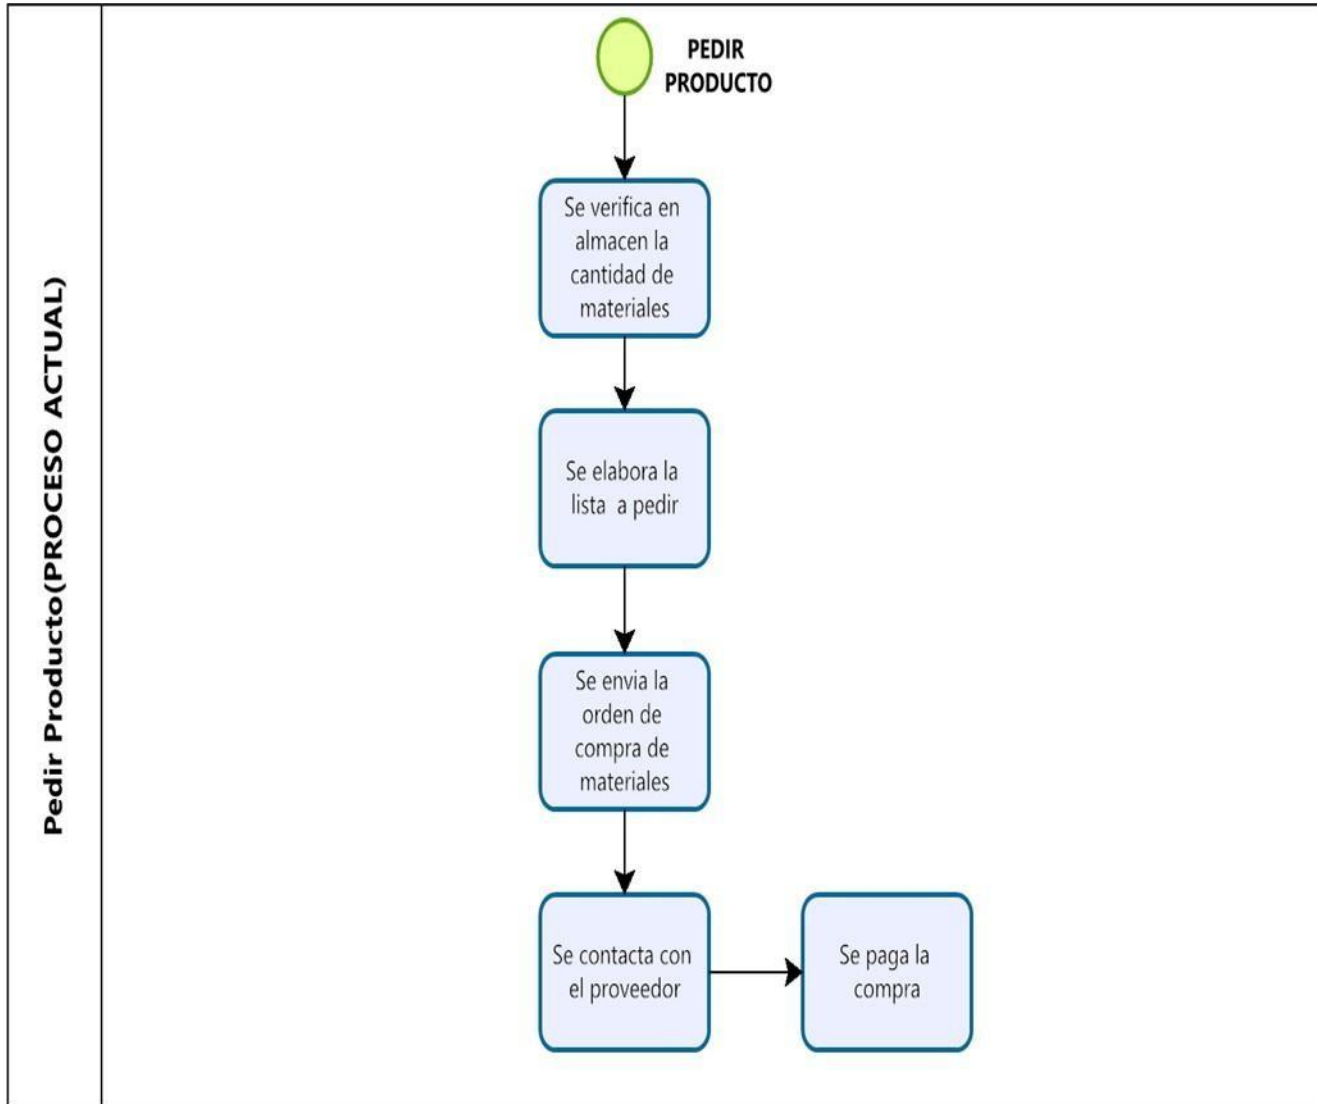 Pedir Producto(PROCESO ACTUAL)
PEDIR
PRODUCTO
Se verifica en
almacen la
cantidad de
materiales
Se elabora la
lista a pedir
Se envia la
orden de
compra de
materiales
Se contacta con
el proveedor
Se paga la
compra